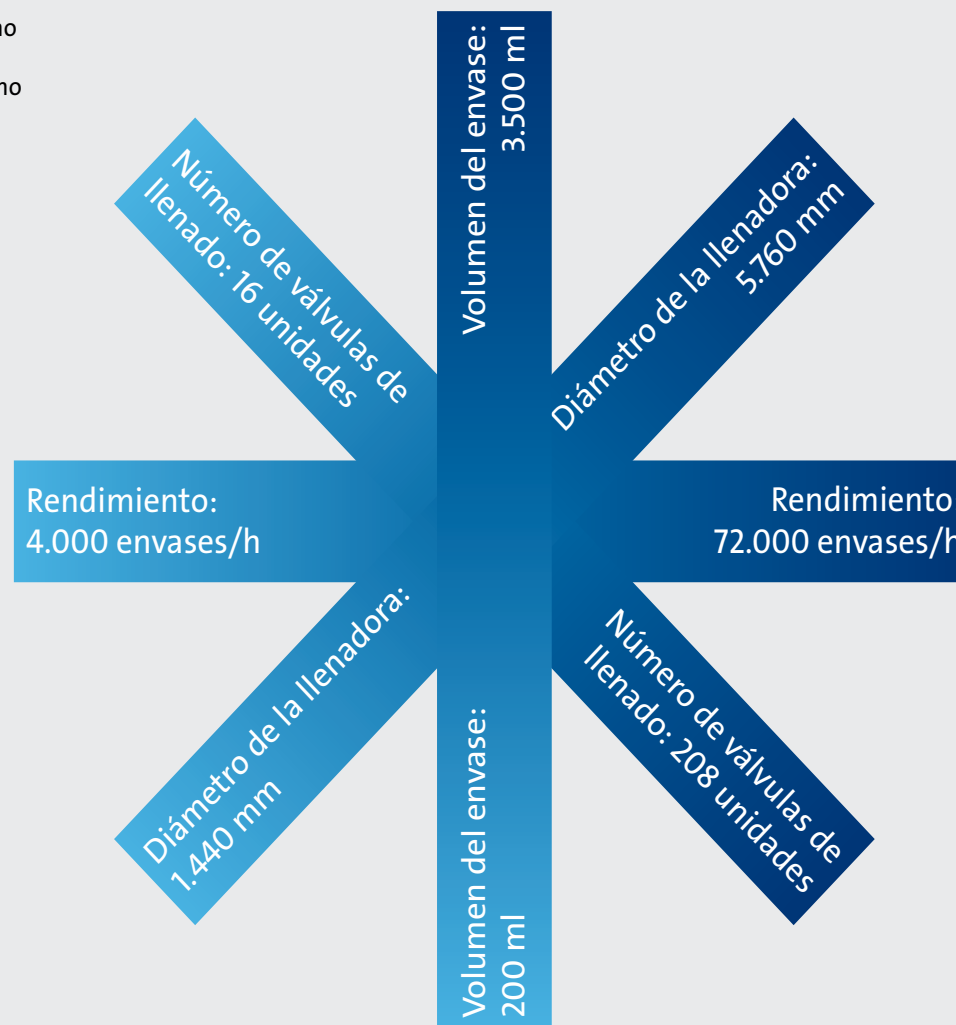 Volumen del envase:
3.500 ml
Número de válvulas de
llenado: 16 unidades
Diámetro de la llenadora:
5.760 mm
Rendimiento:
4.000 envases/h
Rendimiento
72.000 envases/h
Diámetro de la llenadora:
1.440 mm
Número de válvulas de
llenado: 208 unidades
Volumen del envase:
200 ml